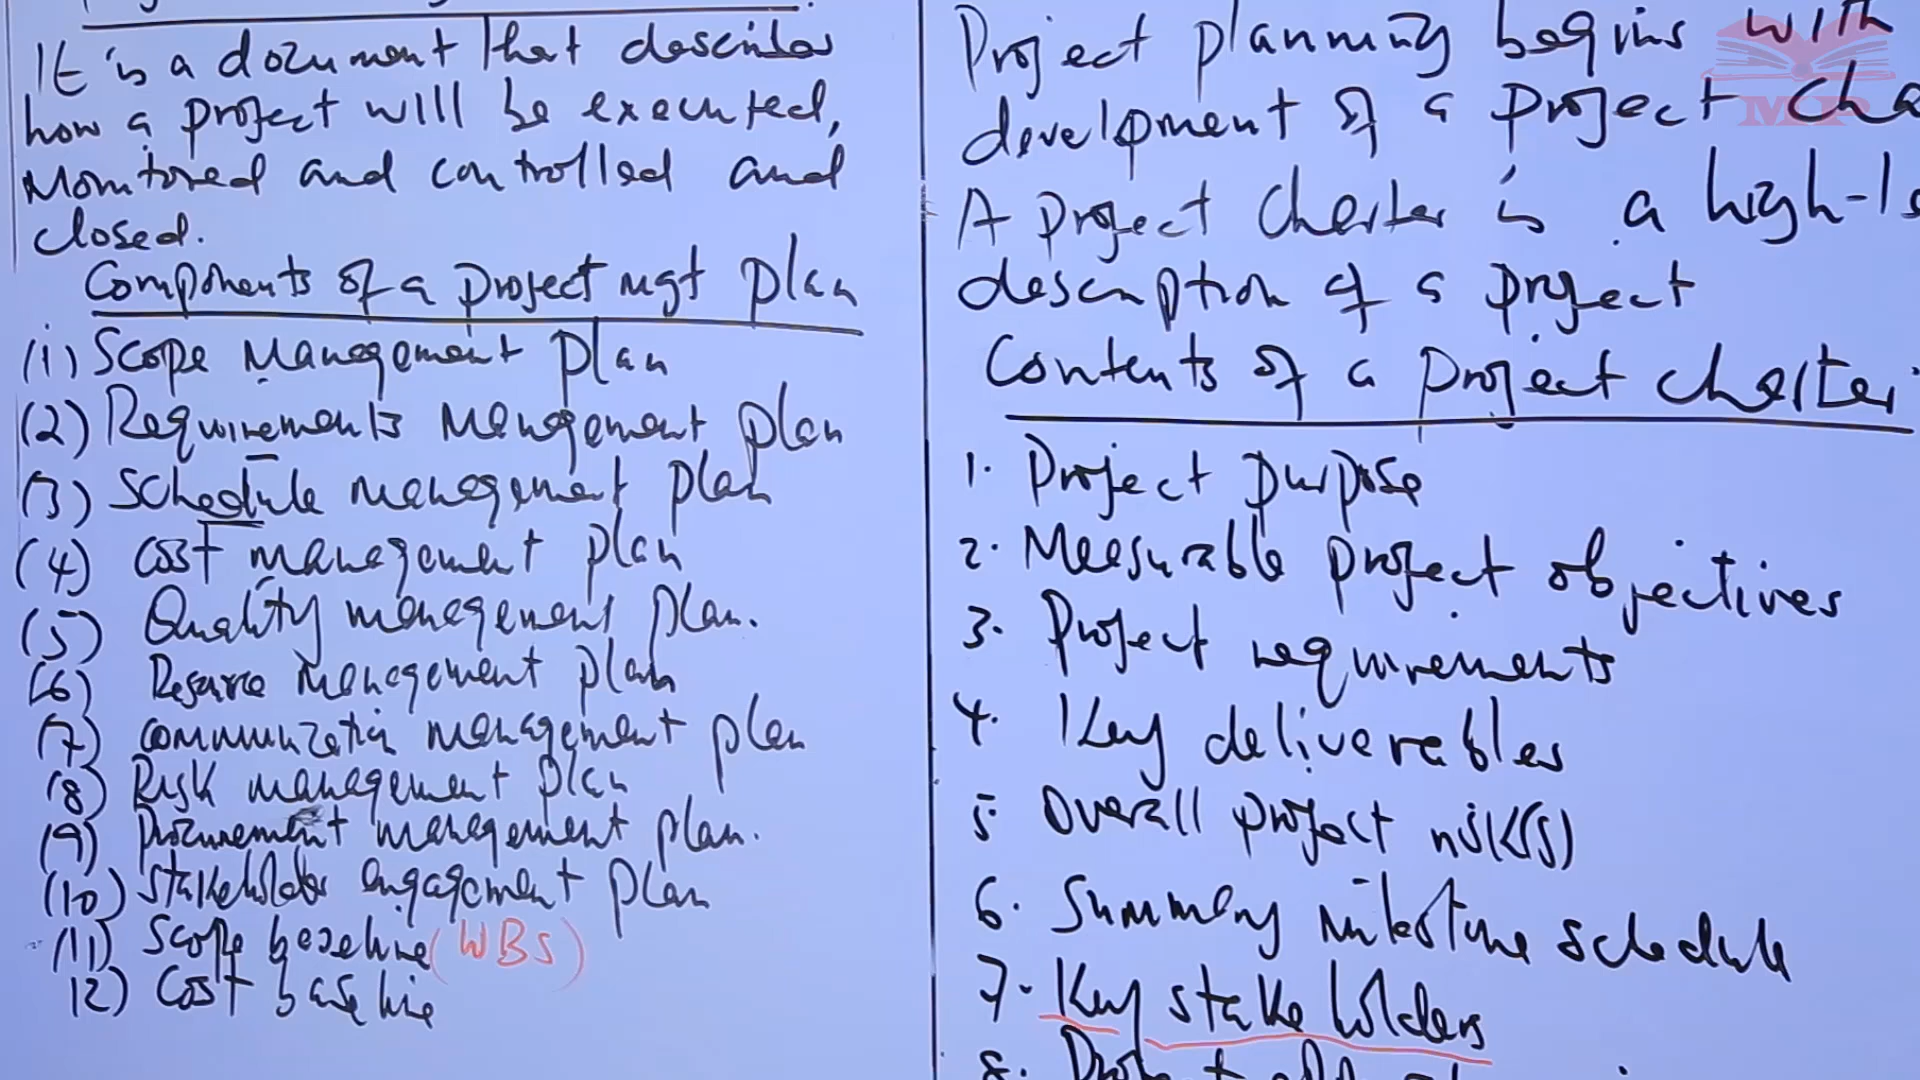 It is a document that describes
how a project will be executed,
Monitored and controlled and
closed.
Components of a project mgt plan
(1) Scope Management plan
(2) Requirements Management plan
(3) Schedule management plan
(4) Cost management plan
(5) Quality management plan.
(6) Resource management plan
(7) communication management plan
(8) Risk management plan
(9) Procurement management plan.
(10) Stakeholder engagement plan
(11) Scope baseline (WBS)
12) Cost baseline
Project planning begins with
development of a project cha
A project charter is a high-le
description of a project
Contents of a project charter
1. Project purpose
2. Measurable project objectives
3. Project requirements
4. Key deliverables
5 Overall project risk(s)
6. Summary milestone schedule
7. Key stakeholders
8. Project
MP